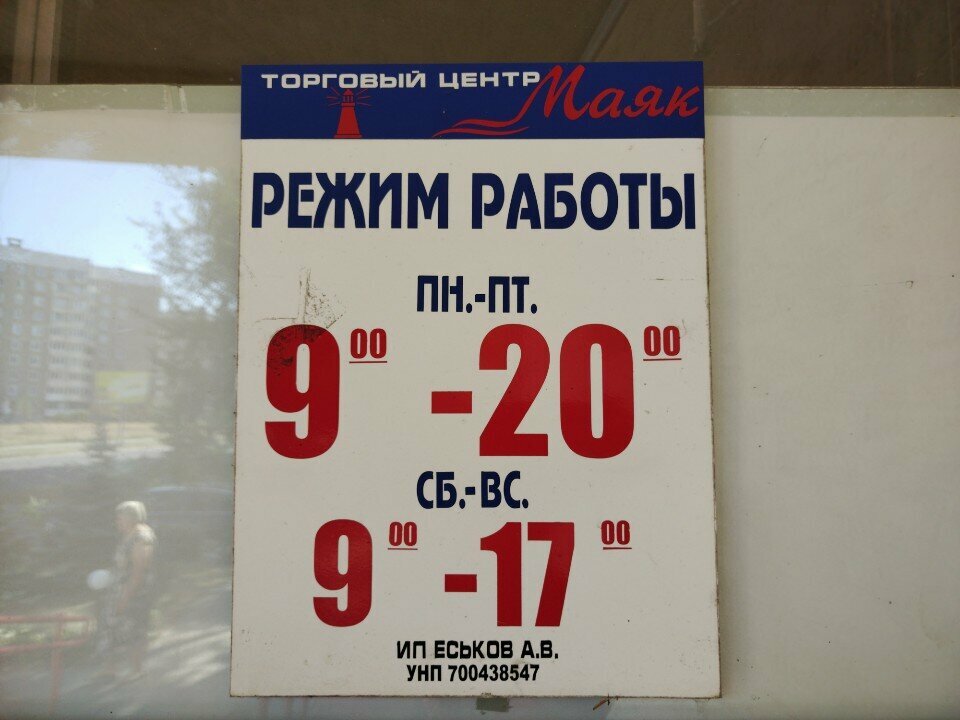 ТОРГОВЫЙ ЦЕНТР Маяк
РЕЖИМ РАБОТЫ
ПН.-ПТ.
9 00 - 20 00
СБ.-ВС.
9 00 - 17 00
ИП ЕСЬКОВ А.В.
УНП 700438547